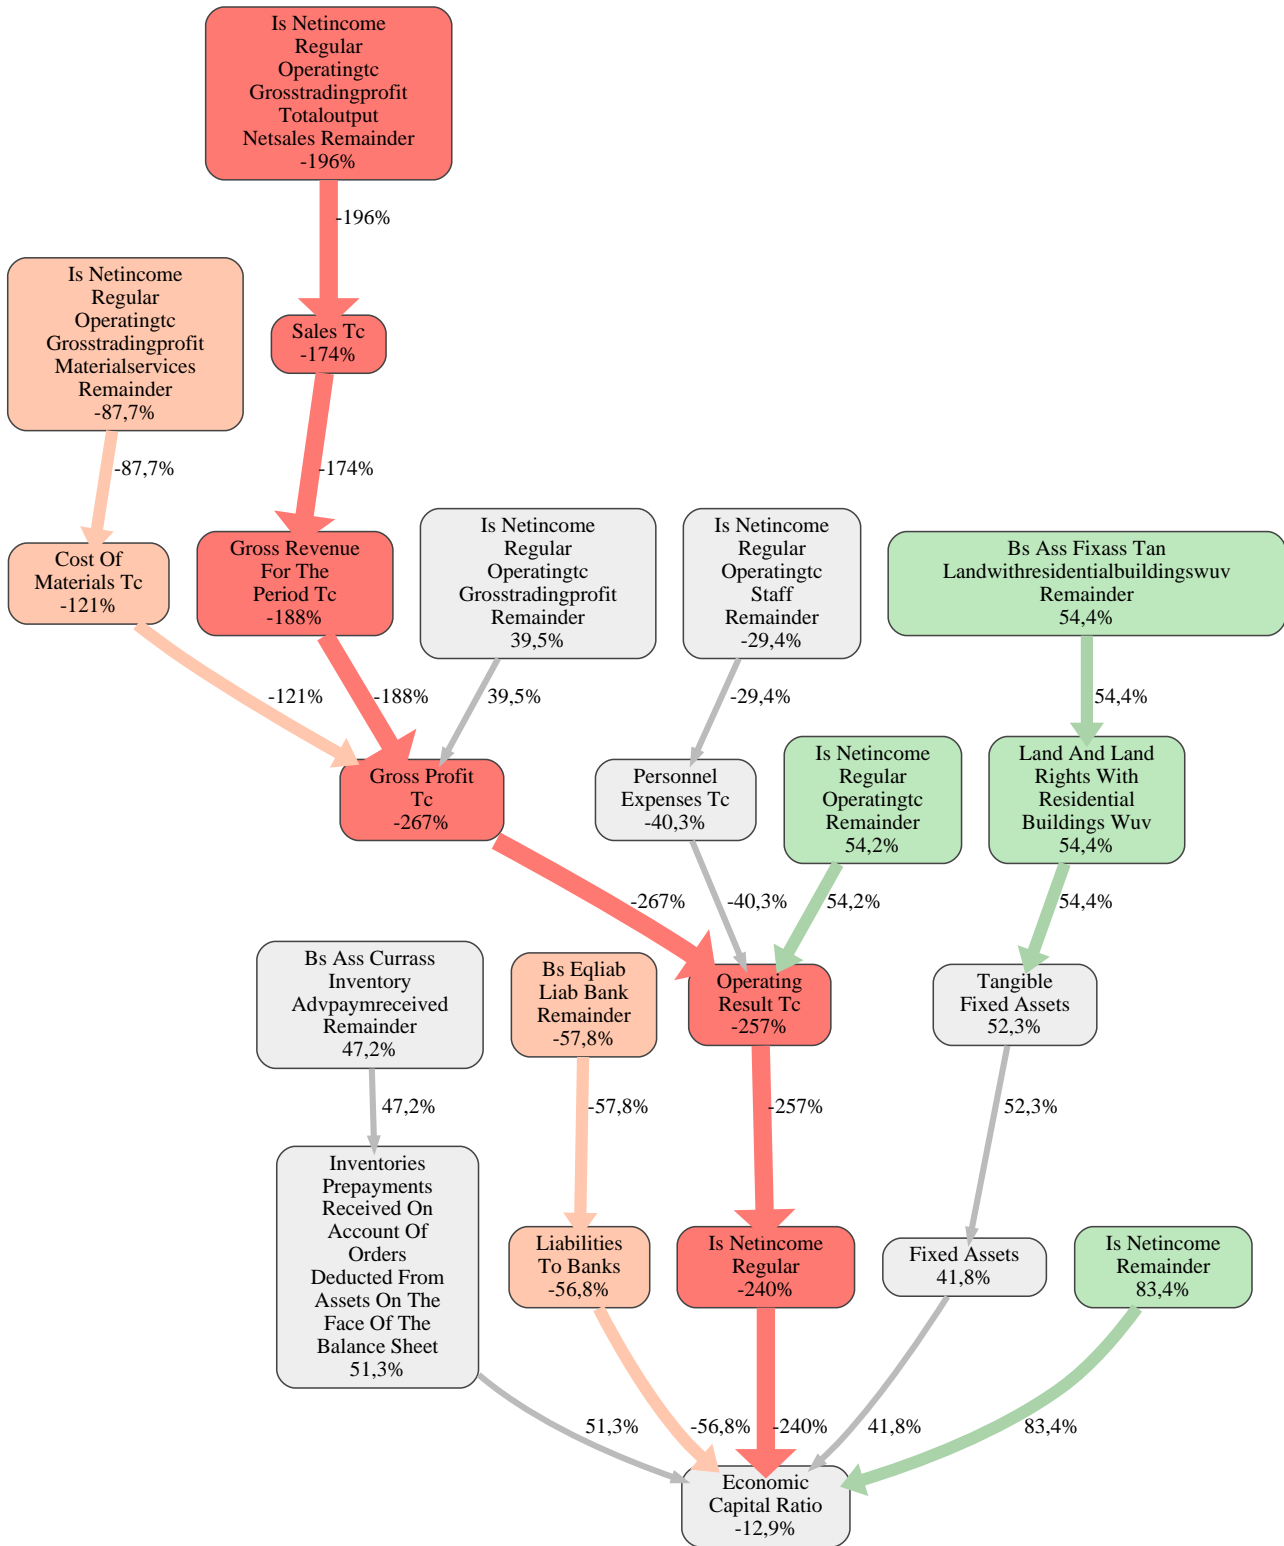 Is Netincome
Regular
Operatingtc
Grosstradingprofit
Totaloutput
Netsales Remainder
-196%
-196%
Is Netincome
Regular
Operatingtc
Grosstradingprofit
Materialservices
Remainder
-87,7%
Sales Tc
-174%
-87,7%
-174%
Cost Of
Materials Tc
-121%
Gross Revenue
For The
Period Tc
-188%
Is Netincome
Regular
Operatingtc
Grosstradingprofit
Remainder
39,5%
Is Netincome
Regular
Operatingtc
Staff
Remainder
-29,4%
Bs Ass Fixass Tan
Landwithresidentialbuildingswuv
Remainder
54,4%
-121%
-188%
39,5%
-29,4%
54,4%
Gross Profit
Tc
-267%
Personnel
Expenses Tc
-40,3%
Is Netincome
Regular
Operatingtc
Remainder
54,2%
Land And Land
Rights With
Residential
Buildings Wuv
54,4%
-267%
-40,3%
54,2%
54,4%
Bs Ass Currass
Inventory
Advpaymreceived
Remainder
47,2%
Bs Eqliab
Liab Bank
Remainder
-57,8%
Operating
Result Tc
-257%
Tangible
Fixed Assets
52,3%
47,2%
-57,8%
-257%
52,3%
Inventories
Prepayments
Received On
Account Of
Orders
Deducted From
Assets On The
Face Of The
Balance Sheet
51,3%
Liabilities
To Banks
-56,8%
Is Netincome
Regular
-240%
Fixed Assets
41,8%
Is Netincome
Remainder
83,4%
51,3%
-56,8%
-240%
41,8%
83,4%
Economic
Capital Ratio
-12,9%